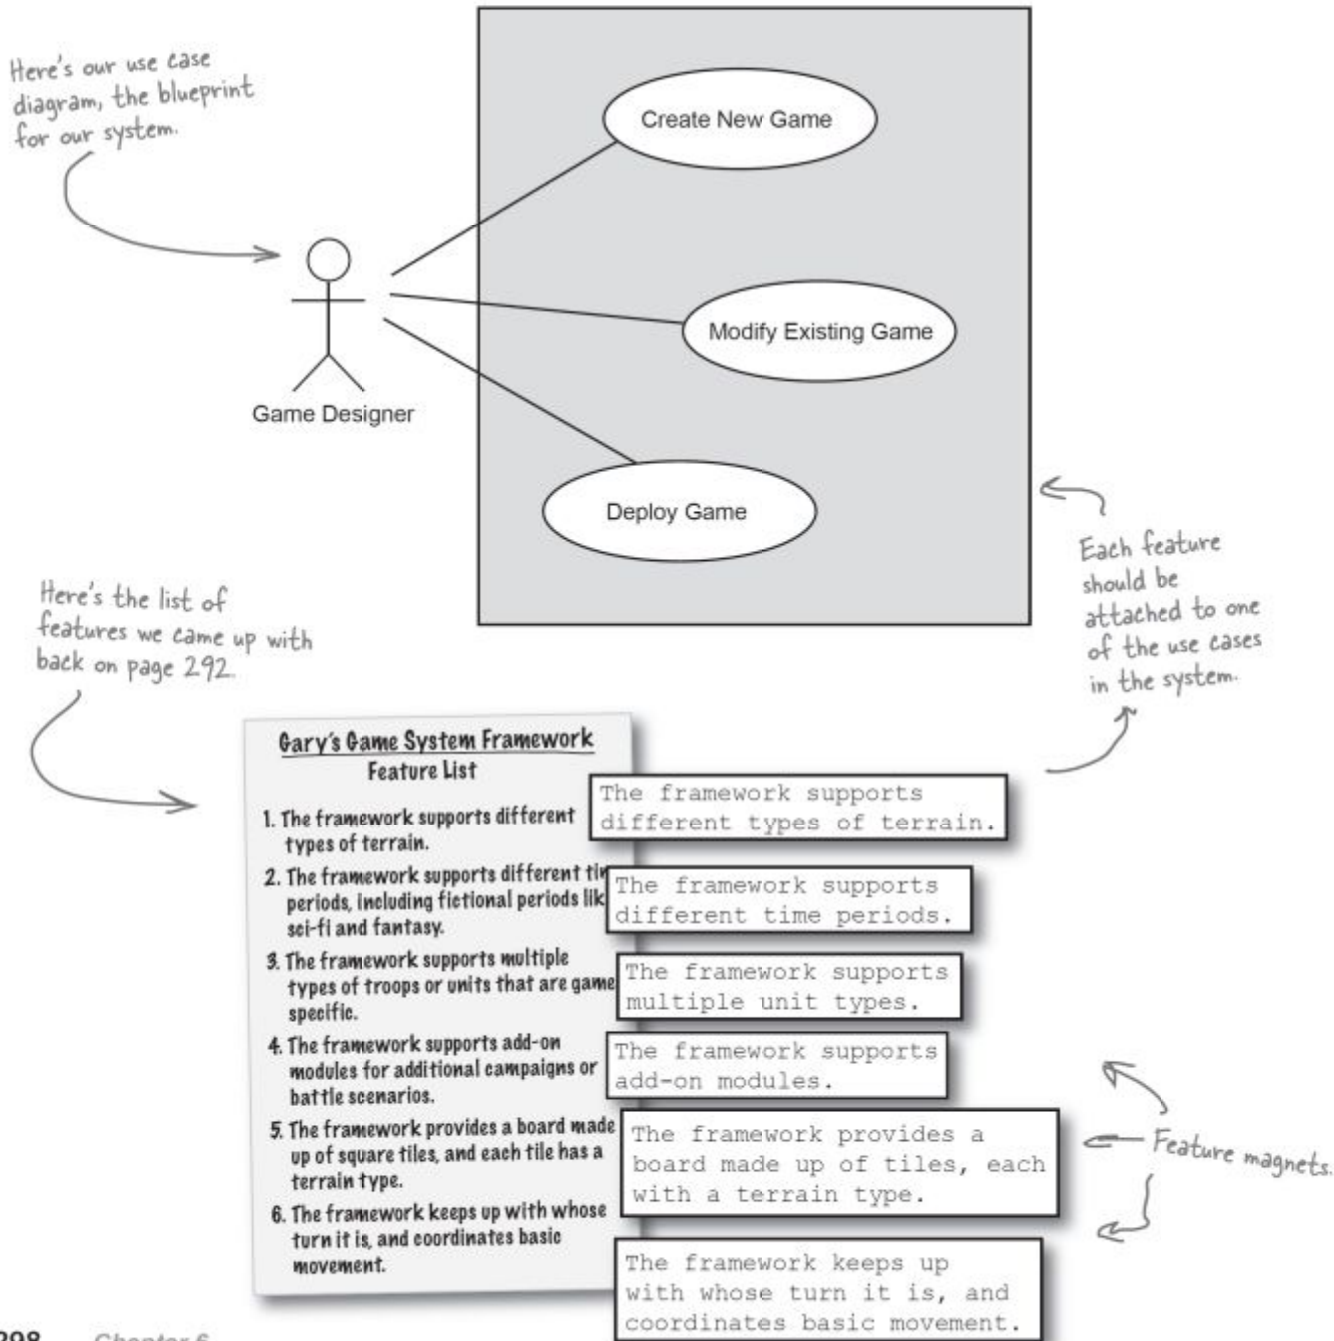 Here's our use case
diagram, the blueprint
for our system.
Create New Game
Modify Existing Game
Game Designer
Deploy Game
Each feature
should be
attached to one
of the use cases
in the system.
Here's the list of
features we came up with
back on page 292.
Gary's Game System Framework
Feature List
1. The framework supports different
types of terrain.
2. The framework supports different
periods, including fictional periods
sci-fi and fantasy.
3. The framework supports multiple
types of troops or units that are game
specific.
4. The framework supports add-on
modules for additional campaigns or
battle scenarios.
5. The framework provides a board made
up of square tiles, and each tile has a
terrain type.
6. The framework keeps up with whose
turn it is, and coordinates basic
movement.
The framework supports
different types of terrain.
The framework supports
different time periods.
The framework supports
multiple unit types.
The framework supports
add-on modules.
The framework provides a
board made up of tiles, each
with a terrain type.
The framework keeps up
with whose turn it is, and
coordinates basic movement.
Feature magnets.